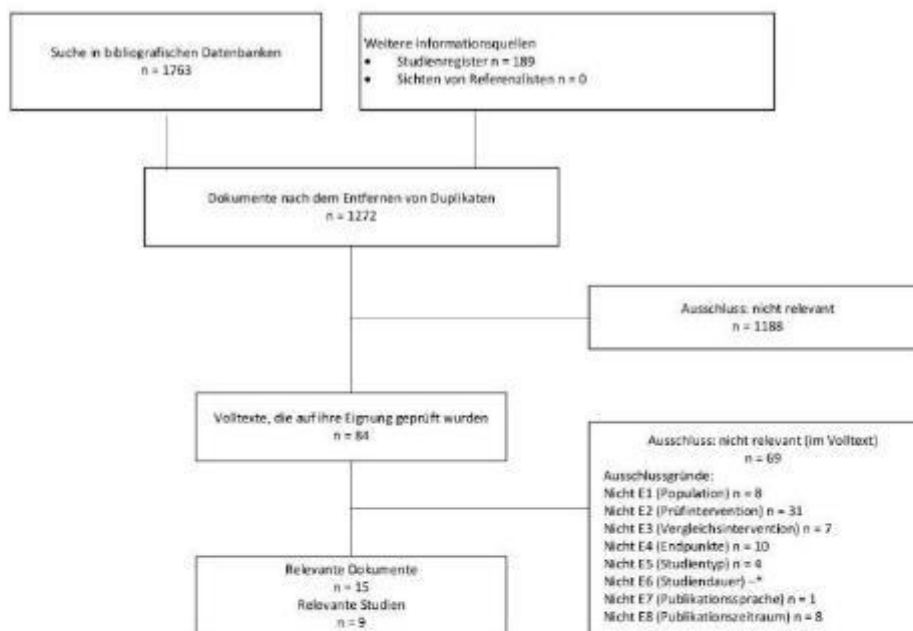 Suche in bibliografischen Datenbanken
n = 1763
Weitere Informationsquellen
• Studienregister n = 189
• Sichten von Referenzlisten n = 0
Dokumente nach dem Entfernen von Duplikaten
n = 1272
Ausschluss: nicht relevant
n = 1188
Volltexte, die auf ihre Eignung geprüft wurden
n = 84
Ausschluss: nicht relevant (im Volltext)
n = 69
Ausschlussgründe:
Nicht E1 (Population) n = 8
Nicht E2 (Prüfintervention) n = 31
Nicht E3 (Vergleichsintervention) n = 7
Nicht E4 (Endpunkte) n = 10
Nicht E5 (Studientyp) n = 4
Nicht E6 (Studiendauer) –*
Nicht E7 (Publikationssprache) n = 1
Nicht E8 (Publikationszeitraum) n = 8
Relevante Dokumente
n = 15
Relevante Studien
n = 9